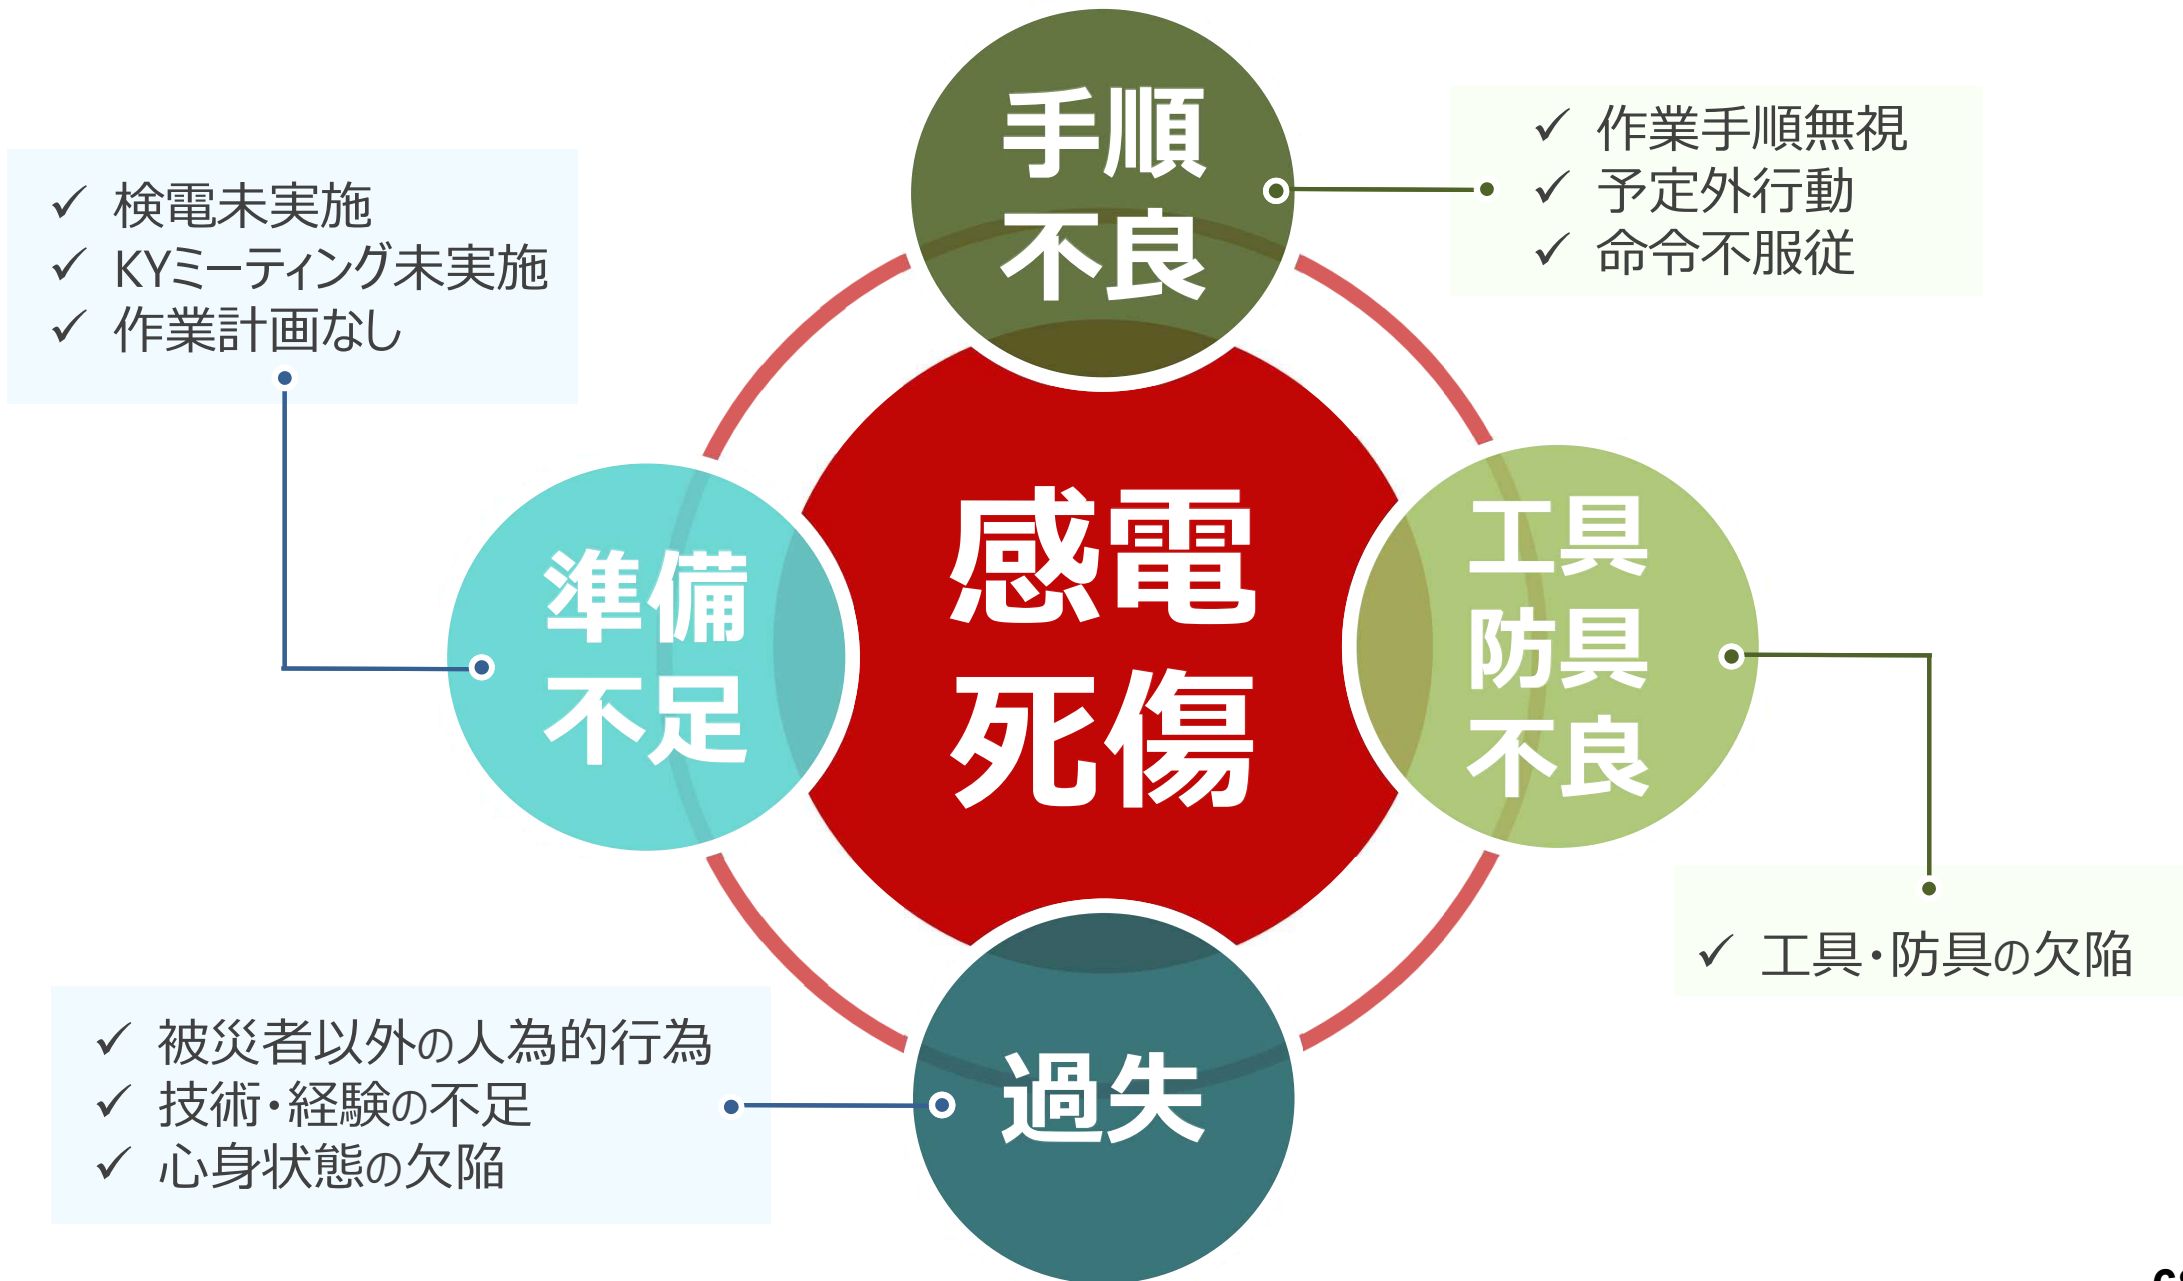 手順
不良
✓ 作業手順無視
✓ 予定外行動
✓ 命令不服従
✓ 検電未実施
✓ KYミーティング未実施
✓ 作業計画なし
感電
死傷
準備
不足
工具
防具
不良
✓ 工具・防具の欠陥
過失
✓ 被災者以外の人為的行為
✓ 技術・経験の不足
✓ 心身状態の欠陥